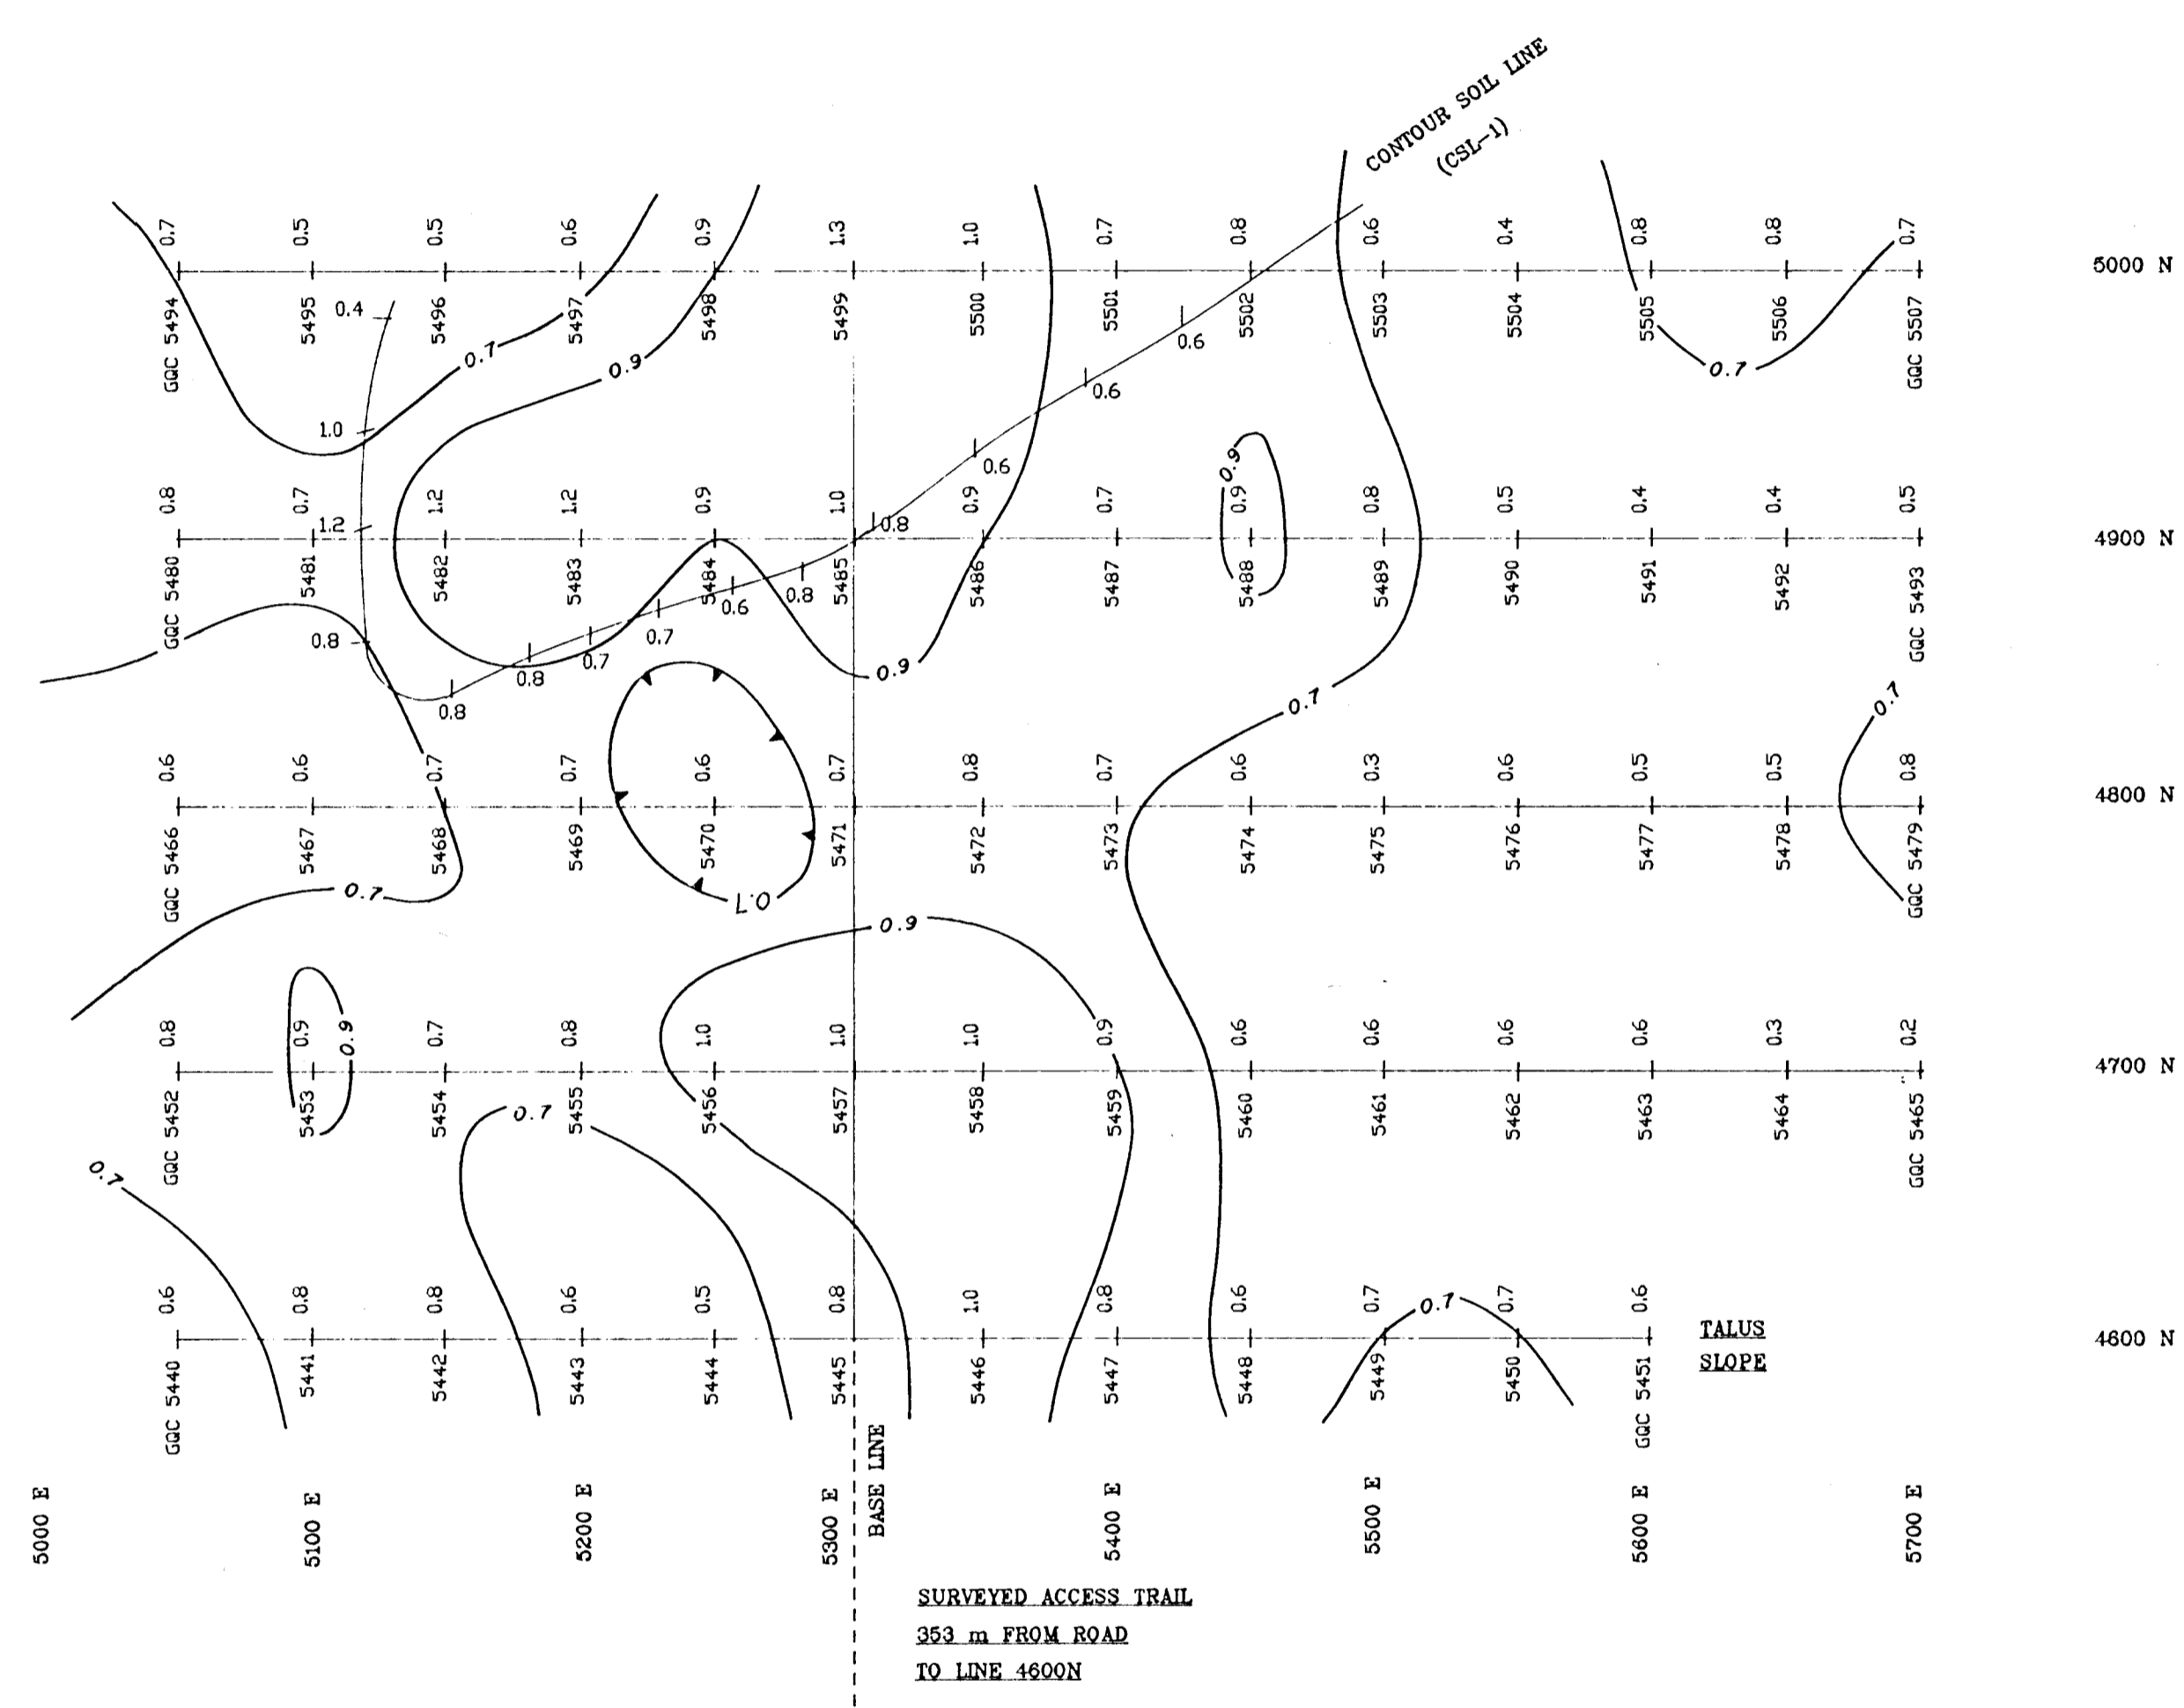 CONTOUR SOIL LINE
(CSL-1)
0.7 0.5 0.5 0.6 0.9 1.3 1.0 0.7 0.8 0.6 0.4 0.8 0.8 0.7
5000 N
GQC 5494 5495 5496 5497 5498 5499 5500 5501 5502 5503 5504 5505 5506 GQC 5507
0.4
0.6
0.7
0.9
0.6
0.7
1.0
0.6
0.9
0.8 0.7 1.2 1.2 0.9 1.0 0.9 0.7 0.9 0.8 0.5 0.4 0.4 0.5
1.2
0.8
4900 N
GQC 5480 5481 5482 5483 5484 5485 5486 5487 5488 5489 5490 5491 5492 GQC 5493
0.8
0.6
0.8
0.7
0.7
0.8
0.8
0.9
0.7
0.7
0.6 0.6 0.7 0.7 0.6 0.7 0.8 0.7 0.6 0.3 0.6 0.5 0.5 0.8
4800 N
GQC 5466 5467 5468 5469 5470 5471 5472 5473 5474 5475 5476 5477 5478 GQC 5479
0.7
0.7
0.9
0.8 0.9 0.7 0.8 1.0 1.0 1.0 0.9 0.6 0.6 0.6 0.6 0.3 0.2
0.9
4700 N
GQC 5452 5453 5454 5455 5456 5457 5458 5459 5460 5461 5462 5463 5464 GQC 5465
0.7
0.7
0.6 0.8 0.8 0.6 0.5 0.8 1.0 0.8 0.6 0.7 0.7 0.6
0.7
TALUS
SLOPE
4600 N
GQC 5440 5441 5442 5443 5444 5445 5446 5447 5448 5449 5450 GQC 5451
BASE LINE
5000 E 5100 E 5200 E 5300 E 5400 E 5500 E 5600 E 5700 E
SURVEYED ACCESS TRAIL
353 m FROM ROAD
TO LINE 4600N